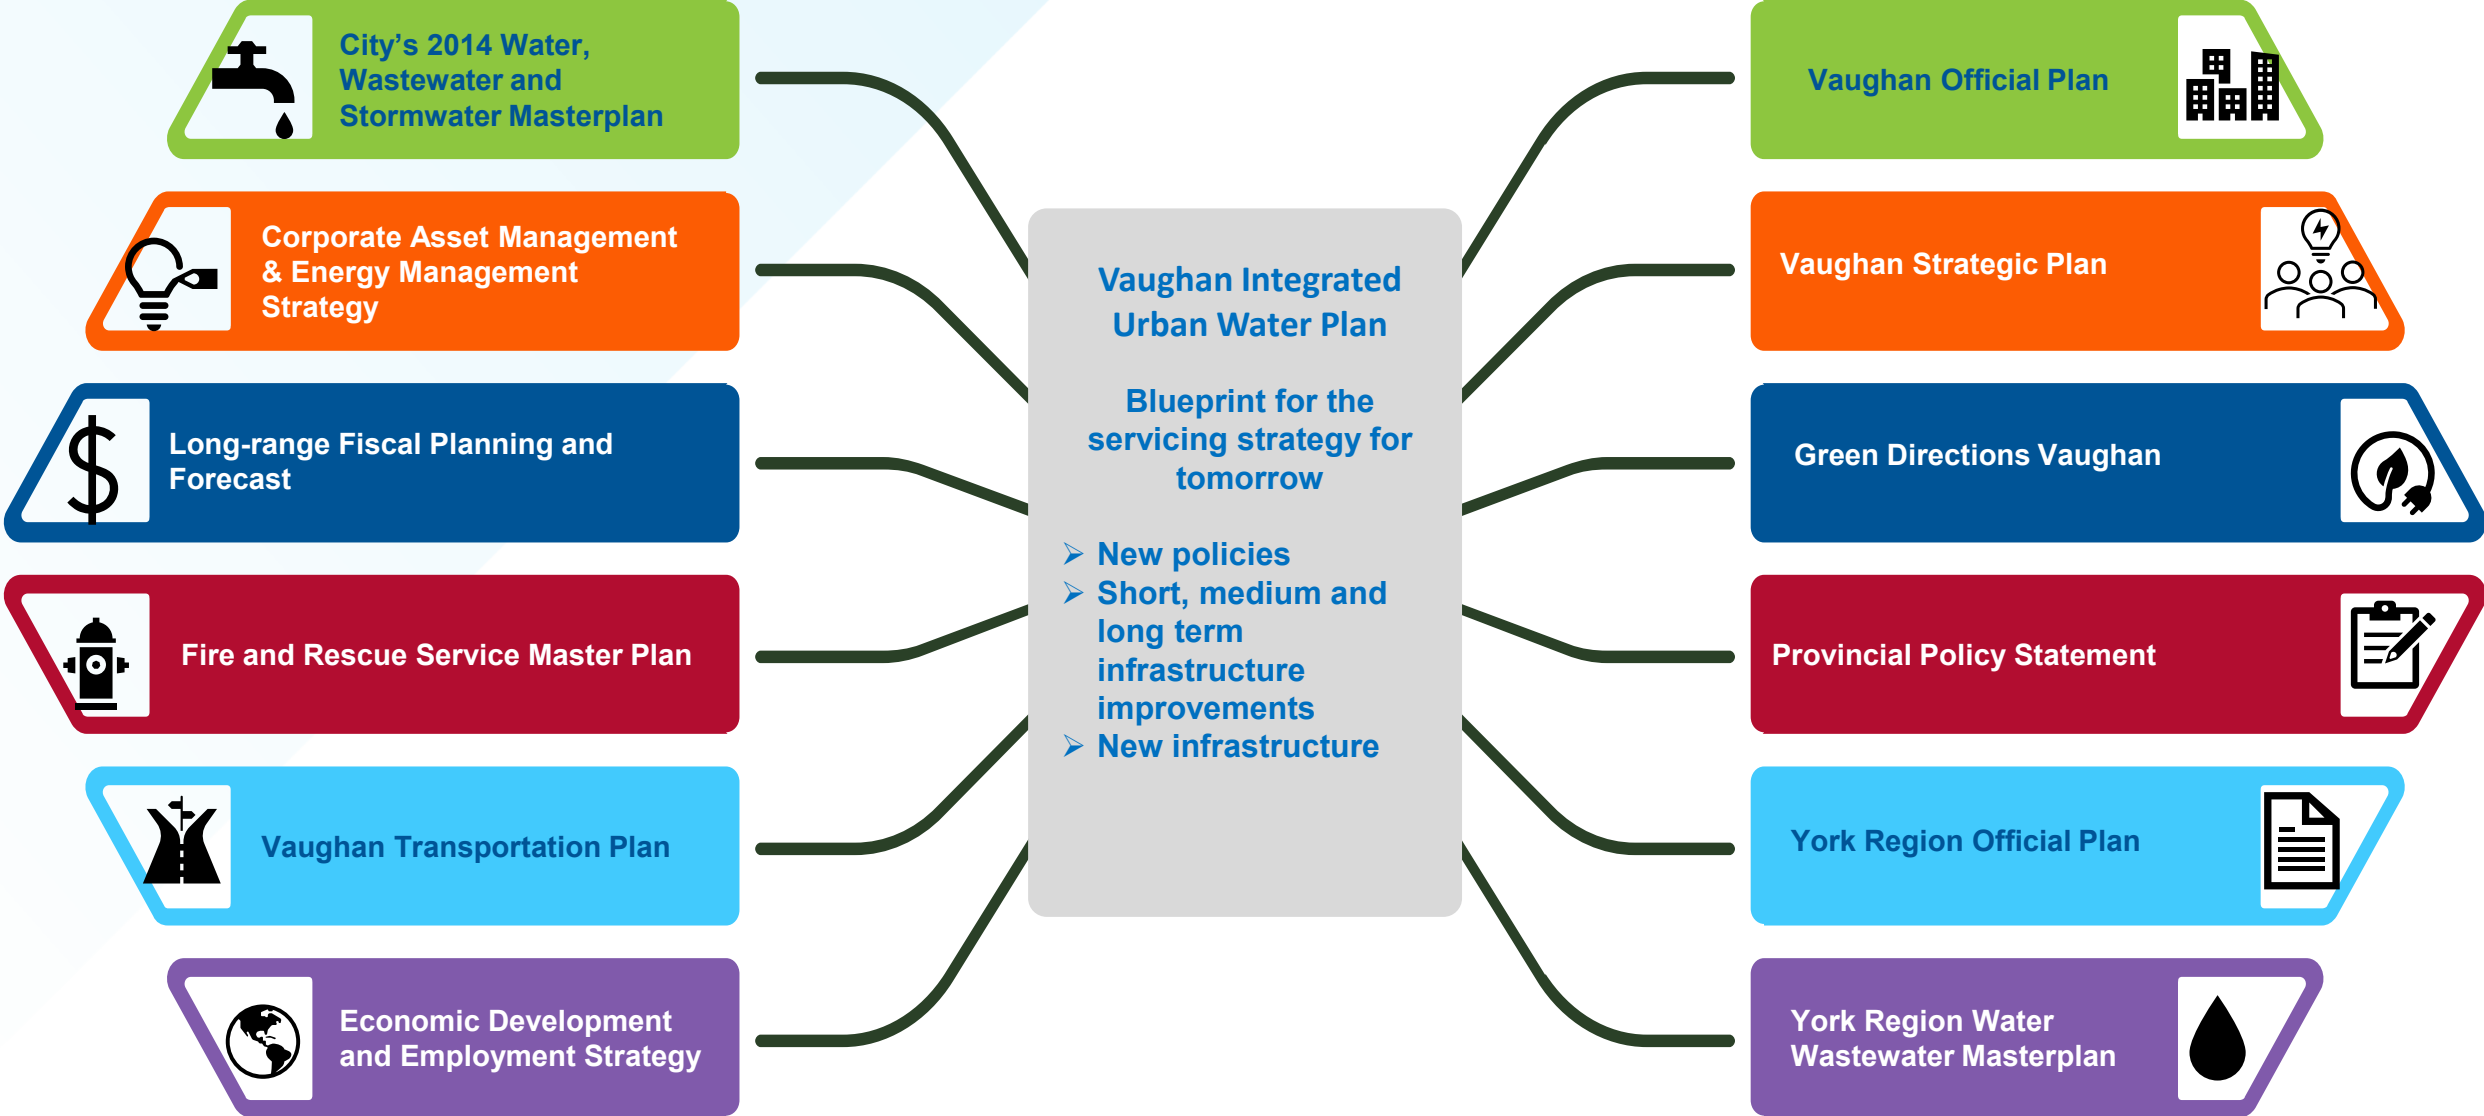 City's 2014 Water,
Wastewater and
Stormwater Masterplan
Corporate Asset Management
& Energy Management
Strategy
Long-range Fiscal Planning and
Forecast
Fire and Rescue Service Master Plan
Vaughan Transportation Plan
Economic Development
and Employment Strategy
Vaughan Integrated
Urban Water Plan
Blueprint for the
servicing strategy for
tomorrow
➢ New policies
➢ Short, medium and
long term
infrastructure
improvements
➢ New infrastructure
Vaughan Official Plan
Vaughan Strategic Plan
Green Directions Vaughan
Provincial Policy Statement
York Region Official Plan
York Region Water
Wastewater Masterplan